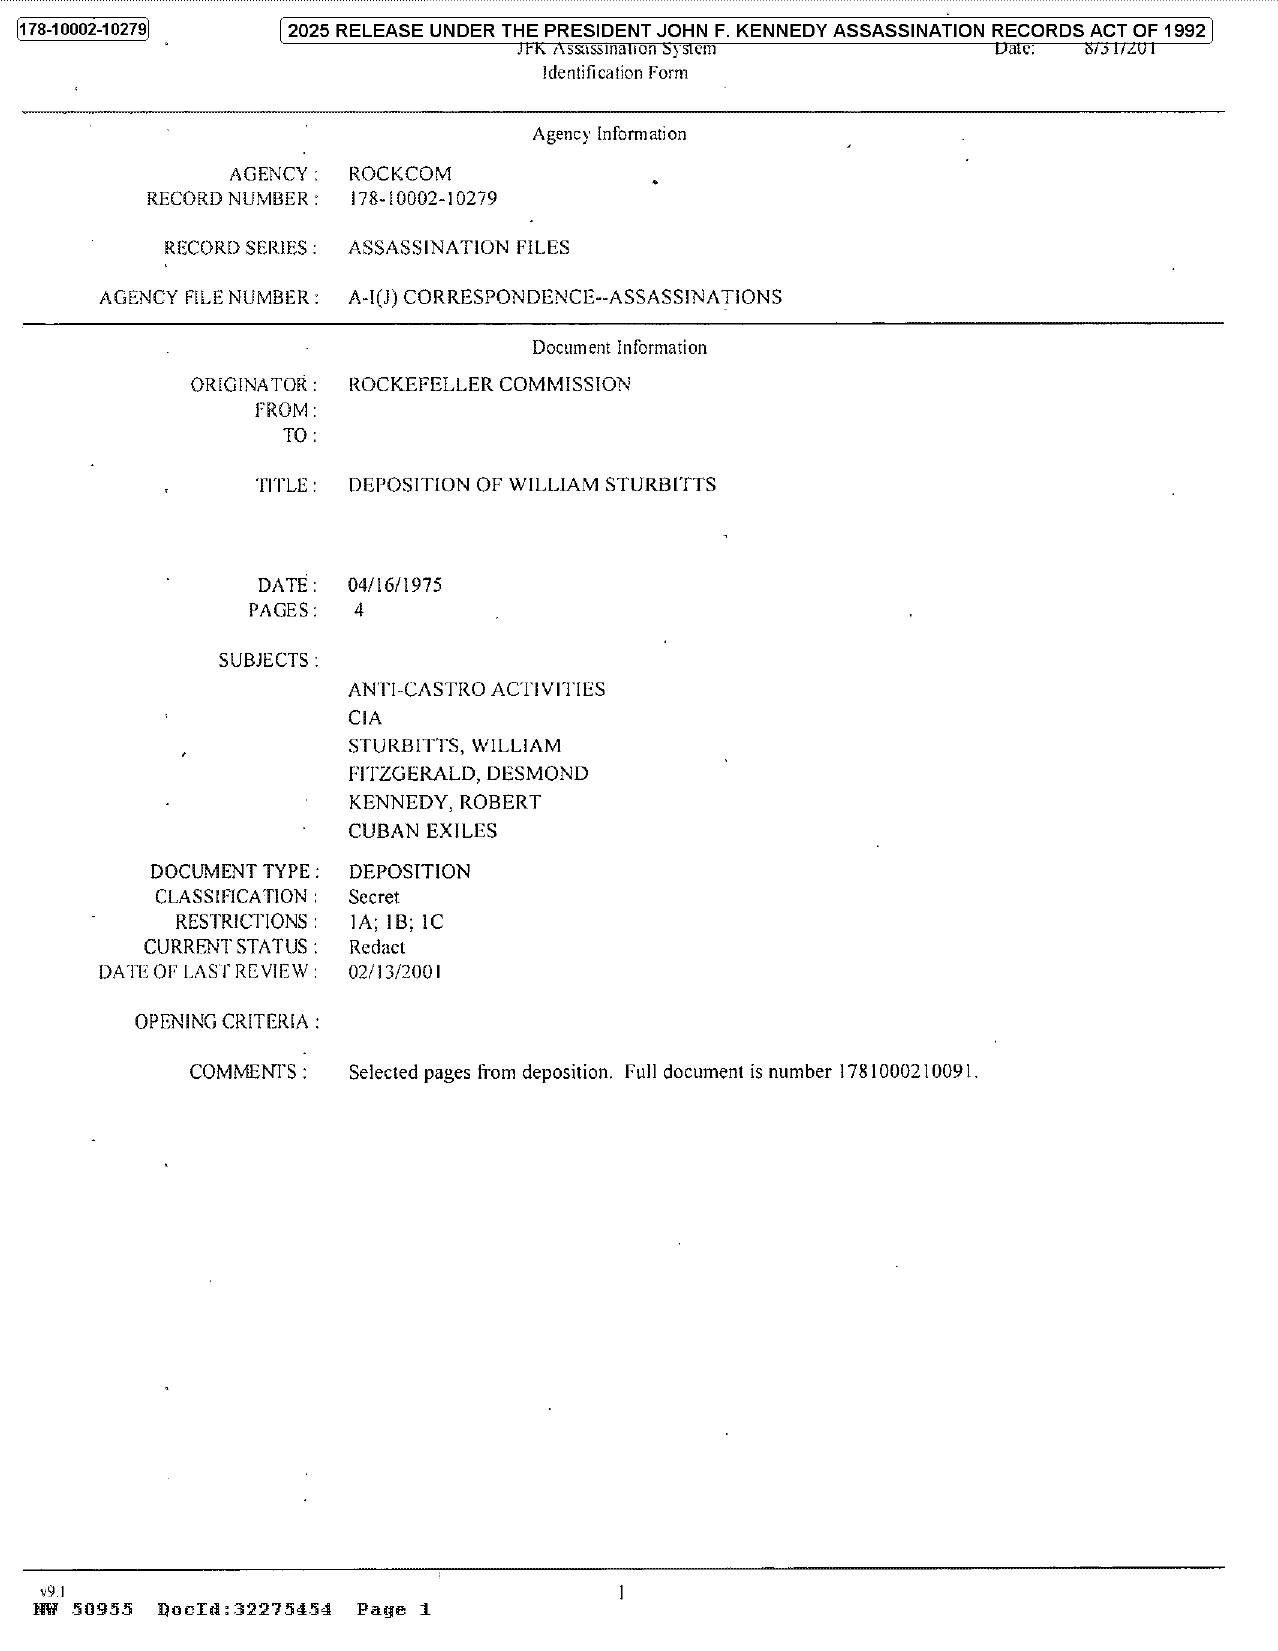 178-10002-10279
2025 RELEASE UNDER THE PRESIDENT JOHN F. KENNEDY ASSASSINATION RECORDS ACT OF 1992
JFK Assassination System
Date: 8/31/201
Identification Form
Agency Information
AGENCY : ROCKCOM
RECORD NUMBER : 178-10002-10279
RECORD SERIES : ASSASSINATION FILES
AGENCY FILE NUMBER : A-I(J) CORRESPONDENCE--ASSASSINATIONS
Document Information
ORIGINATOR : ROCKEFELLER COMMISSION
FROM :
TO :
TITLE : DEPOSITION OF WILLIAM STURBITTS
DATE : 04/16/1975
PAGES : 4
SUBJECTS :
ANTI-CASTRO ACTIVITIES
CIA
STURBITTS, WILLIAM
FITZGERALD, DESMOND
KENNEDY, ROBERT
CUBAN EXILES
DOCUMENT TYPE : DEPOSITION
CLASSIFICATION : Secret
RESTRICTIONS : 1A; 1B; 1C
CURRENT STATUS : Redact
DATE OF LAST REVIEW : 02/13/2001
OPENING CRITERIA :
COMMENTS : Selected pages from deposition. Full document is number 1781000210091.
v9.1
1
NW 50955 DocId:32275454 Page 1